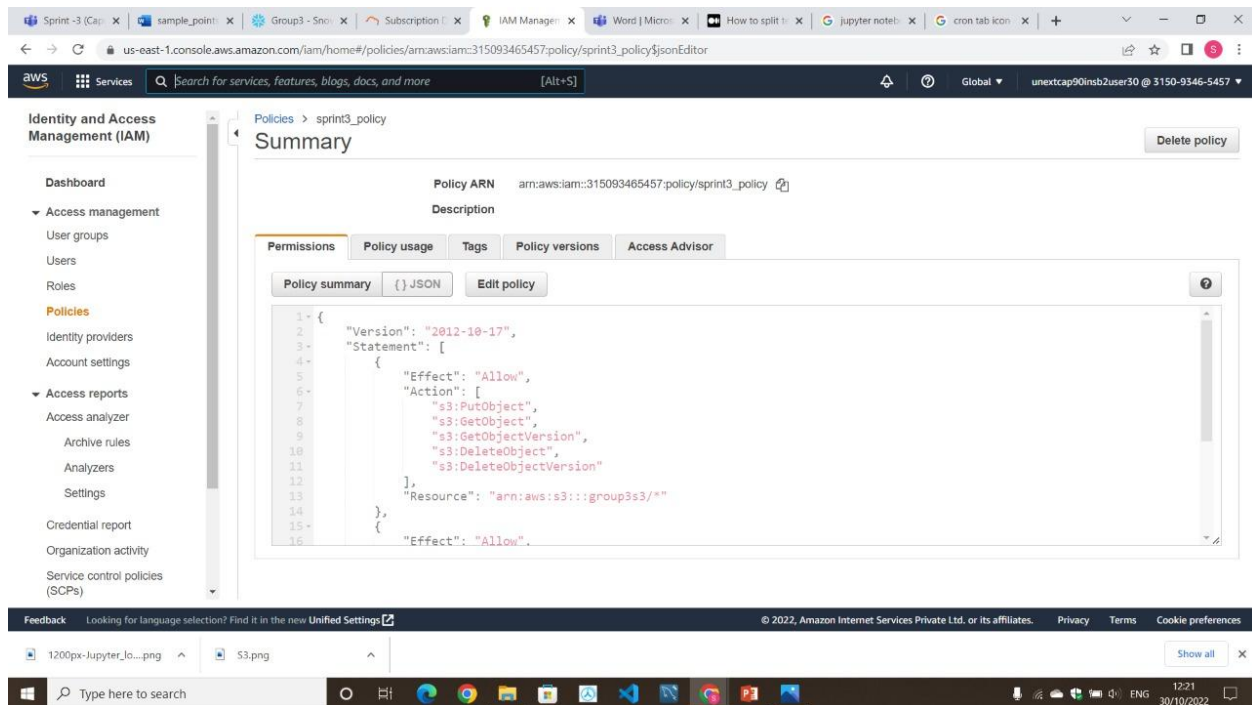 Sprint -3 (Cap
sample_point
Group3 - Sno
Subscription
IAM Managem
Word | Micros
How to split t
jupyter noteb
cron tab icon
us-east-1.console.aws.amazon.com/iam/home#/policies/arn:aws:iam::315093465457:policy/sprint3_policy$jsonEditor
S
aws
Services
Search for services, features, blogs, docs, and more
[Alt+S]
Global
unextcap90insb2user30 @ 3150-9346-5457
Identity and Access
Management (IAM)
Dashboard
Access management
User groups
Users
Roles
Policies
Identity providers
Account settings
Access reports
Access analyzer
Archive rules
Analyzers
Settings
Credential report
Organization activity
Service control policies
(SCPs)
Policies > sprint3_policy
Summary
Delete policy
Policy ARN arn:aws:iam::315093465457:policy/sprint3_policy
Description
Permissions
Policy usage
Tags
Policy versions
Access Advisor
Policy summary
{ } JSON
Edit policy
1 {
2 "Version": "2012-10-17",
3 "Statement": [
4 {
5 "Effect": "Allow",
6 "Action": [
7 "s3:PutObject",
8 "s3:GetObject",
9 "s3:GetObjectVersion",
10 "s3:DeleteObject",
11 "s3:DeleteObjectVersion"
12 ],
13 "Resource": "arn:aws:s3:::group3s3/*"
14 },
15 {
16 "Effect": "Allow",
Feedback
Looking for language selection? Find it in the new Unified Settings
© 2022, Amazon Internet Services Private Ltd. or its affiliates.
Privacy
Terms
Cookie preferences
1200px-Jupyter_lo....png
S3.png
Show all
Type here to search
ENG
12:21
30/10/2022